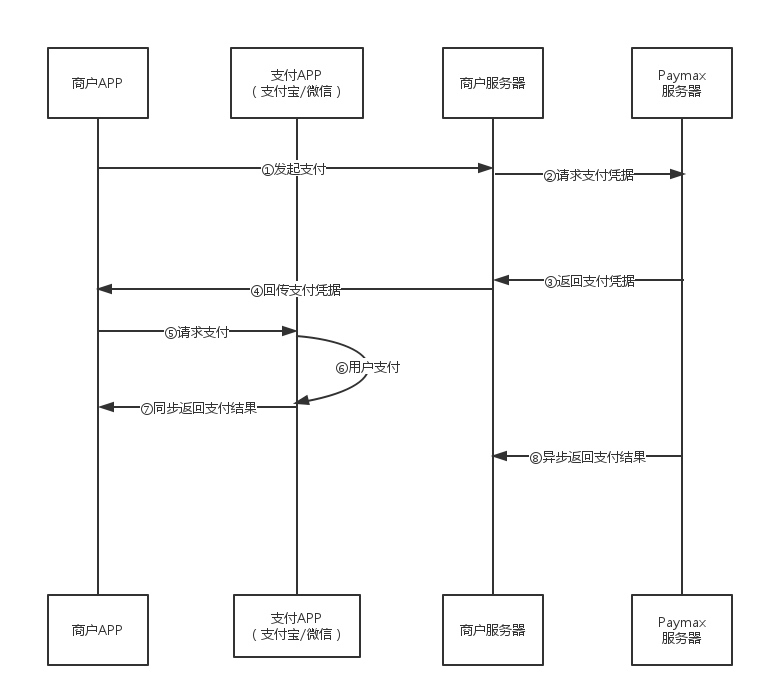 商户APP
支付APP
（支付宝/微信）
商户服务器
Paymax
服务器
①发起支付
②请求支付凭据
③返回支付凭据
④回传支付凭据
⑤请求支付
⑥用户支付
⑦同步返回支付结果
⑧异步返回支付结果
商户APP
支付APP
（支付宝/微信）
商户服务器
Paymax
服务器